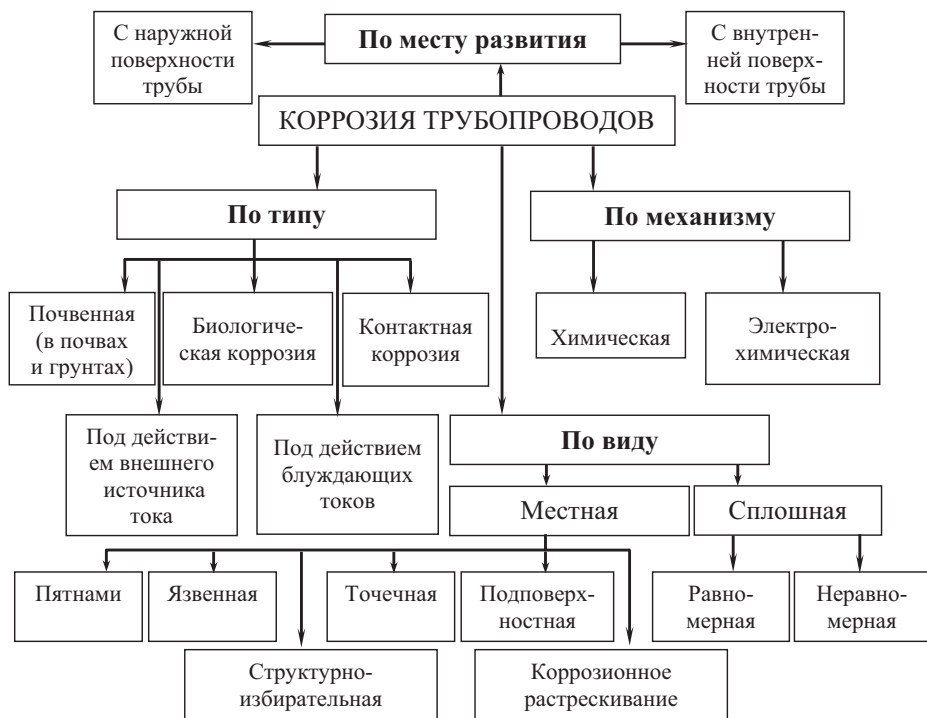 С наружной
поверхности
трубы
По месту развития
С внутрен-
ней поверх-
ности трубы
КОРРОЗИЯ ТРУБОПРОВОДОВ
По типу
По механизму
Почвенная
(в почвах
и грунтах)
Биологиче-
ская коррозия
Контактная
коррозия
Химическая
Электро-
химическая
Под действи-
ем внешнего
источника
тока
Под действием
блуждающих
токов
По виду
Местная
Сплошная
Пятнами
Язвенная
Точечная
Подповерх-
ностная
Равно-
мерная
Неравно-
мерная
Структурно-
избирательная
Коррозионное
растрескивание